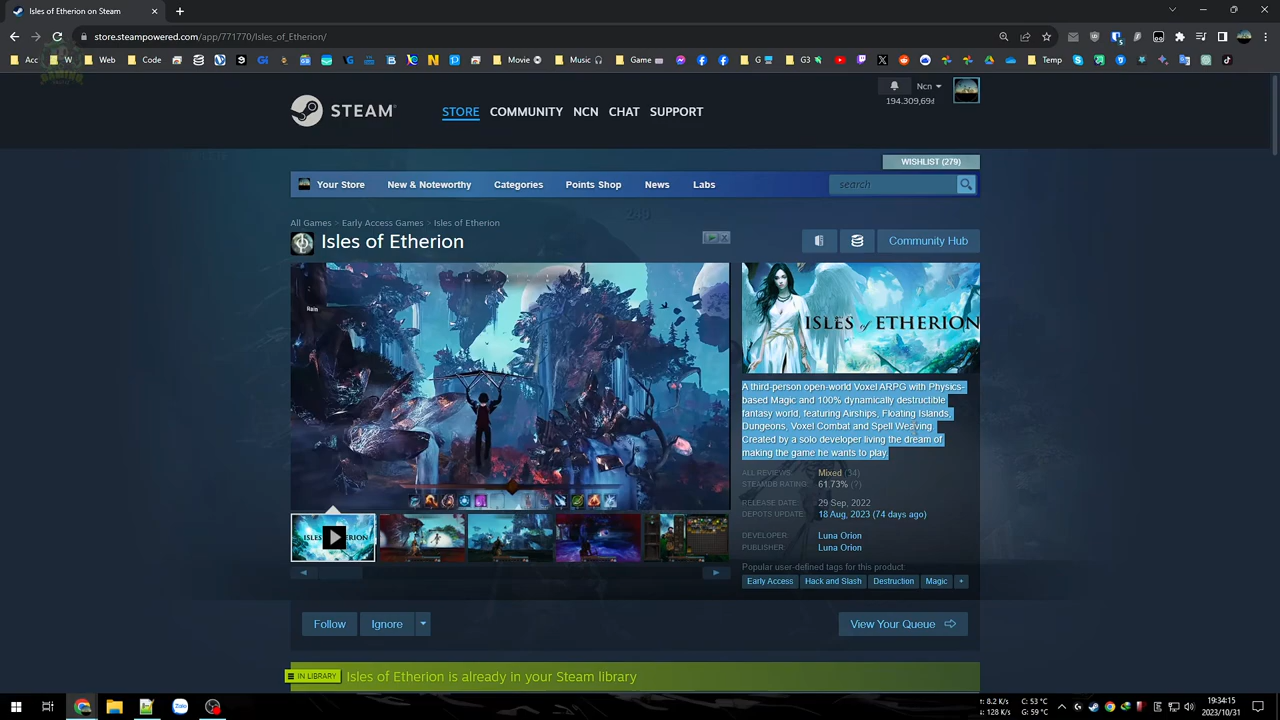 Isles of Etherion on Steam
store.steampowered.com/app/771770/Isles_of_Etherion/
Acc W Web Code Movie Music Game G G3 Temp
GAMING
STEAM®
STORE COMMUNITY NCN CHAT SUPPORT
Ncn
194.309,69₫
WISHLIST (279)
Your Store New & Noteworthy Categories Points Shop News Labs
search
All Games > Early Access Games > Isles of Etherion
Isles of Etherion
Community Hub
ISLES of ETHERION
A third-person open-world Voxel ARPG with Physics-
based Magic and 100% dynamically destructible
fantasy world, featuring Airships, Floating Islands,
Dungeons, Voxel Combat and Spell Weaving.
Created by a solo developer living the dream of
making the game he wants to play.
ALL REVIEWS: Mixed (34)
STEAMDB RATING: 61.73% (?)
RELEASE DATE: 29 Sep, 2022
DEPOTS UPDATE: 18 Aug, 2023 (74 days ago)
DEVELOPER: Luna Orion
PUBLISHER: Luna Orion
Popular user-defined tags for this product:
Early Access Hack and Slash Destruction Magic +
Follow Ignore View Your Queue
IN LIBRARY Isles of Etherion is already in your Steam library
t: 8.2 K/s C: 53 °C
s: 128 K/s G: 59 °C
19:34:15
2023/10/31